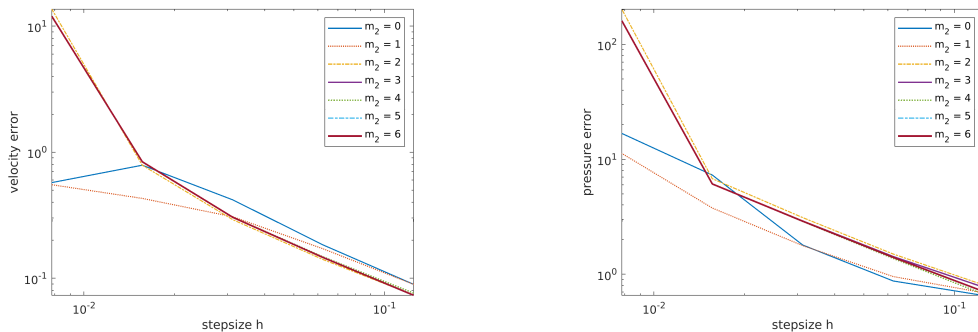 10¹
10⁰
10⁻¹
velocity error
10⁻²
10⁻¹
stepsize h
m₂ = 0
m₂ = 1
m₂ = 2
m₂ = 3
m₂ = 4
m₂ = 5
m₂ = 6
10²
10¹
10⁰
pressure error
10⁻²
10⁻¹
stepsize h
m₂ = 0
m₂ = 1
m₂ = 2
m₂ = 3
m₂ = 4
m₂ = 5
m₂ = 6